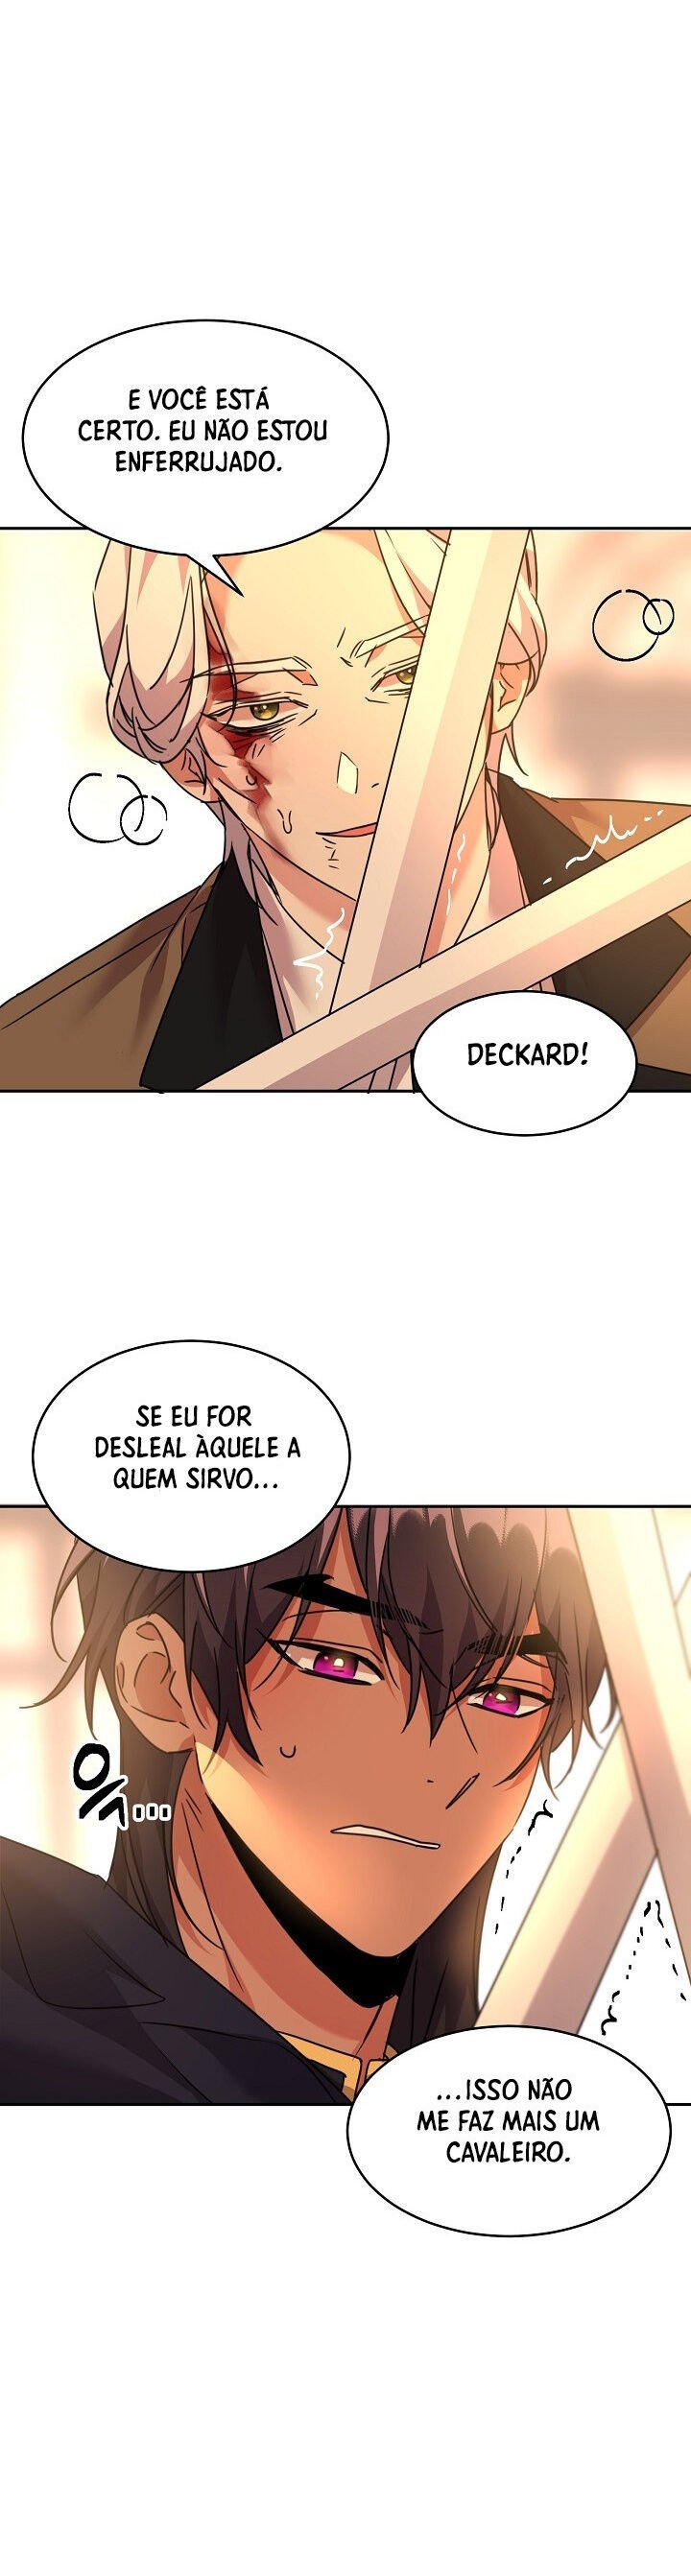 E VOCÊ ESTÁ
CERTO. EU NÃO ESTOU
ENFERRUJADO.
DECKARD!
SE EU FOR
DESLEAL ÀQUELE A
QUEM SIRVO...
윽...
...ISSO NÃO
ME FAZ MAIS UM
CAVALEIRO.